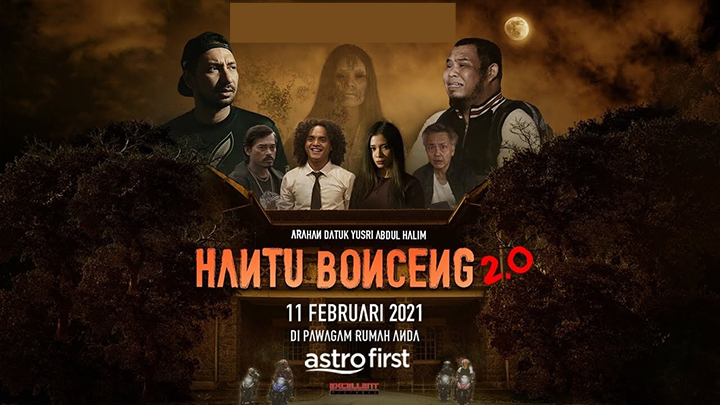 ARAHAN DATUK YUSRI ABDUL HALIM
HANTU BONCENG 2.0
11 FEBRUARI 2021
DI PAWAGAM RUMAH ANDA
astro first
EXCELLENT
PICTURES